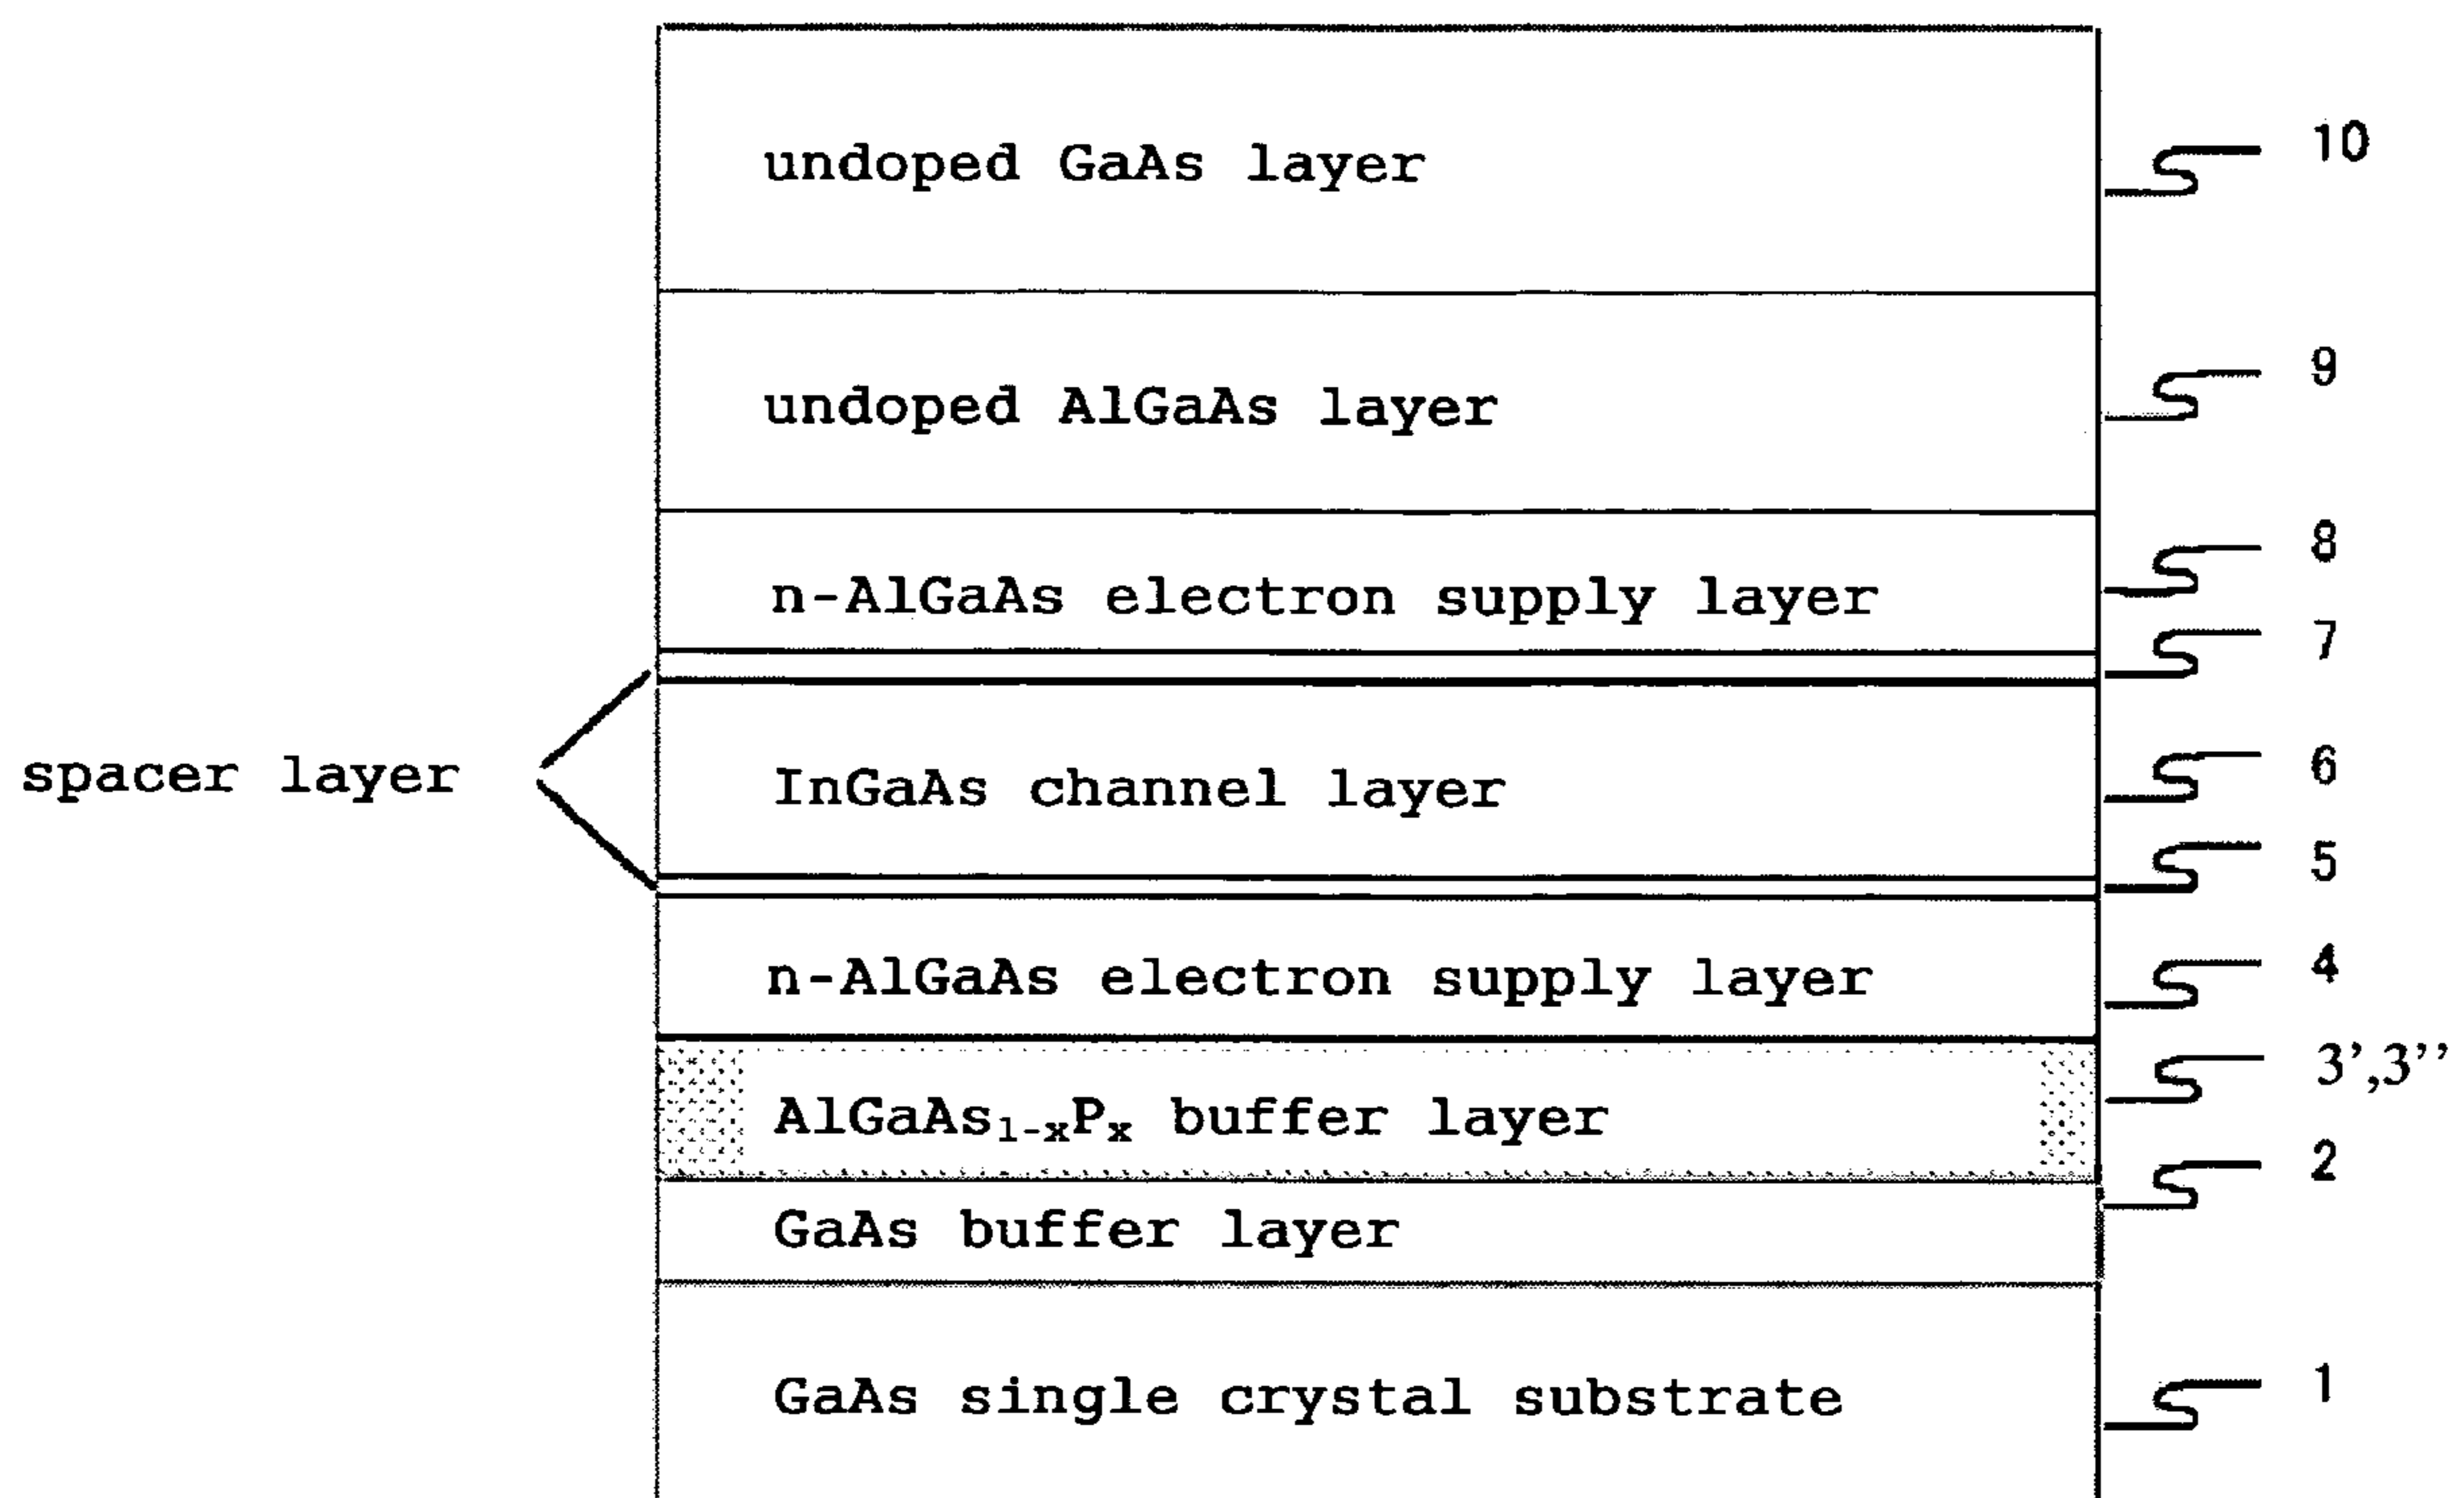 undoped GaAs layer
10
undoped AlGaAs layer
9
n-AlGaAs electron supply layer
8
7
spacer layer
InGaAs channel layer
6
5
n-AlGaAs electron supply layer
4
AlGaAs₁₋ₓPₓ buffer layer
3’,3’’
GaAs buffer layer
2
GaAs single crystal substrate
1